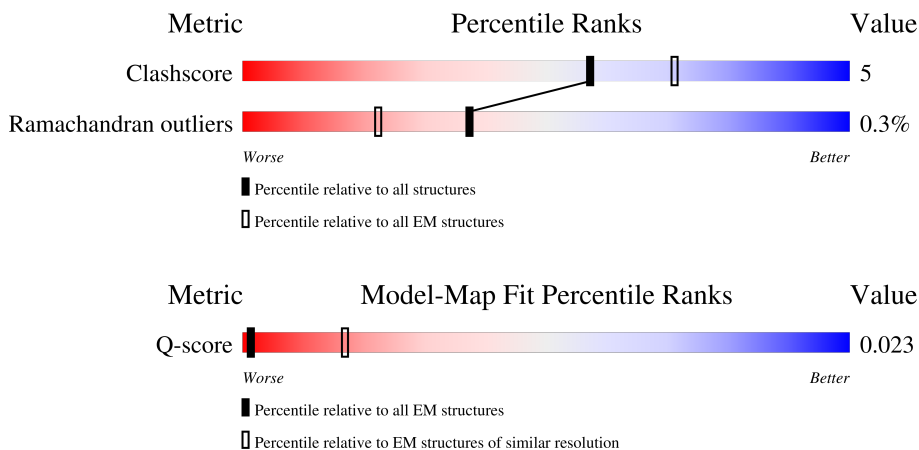 Metric Percentile Ranks Value
Clashscore 5
Ramachandran outliers 0.3%
Worse Better
Percentile relative to all structures
Percentile relative to all EM structures
Metric Model-Map Fit Percentile Ranks Value
Q-score 0.023
Worse Better
Percentile relative to all EM structures
Percentile relative to EM structures of similar resolution